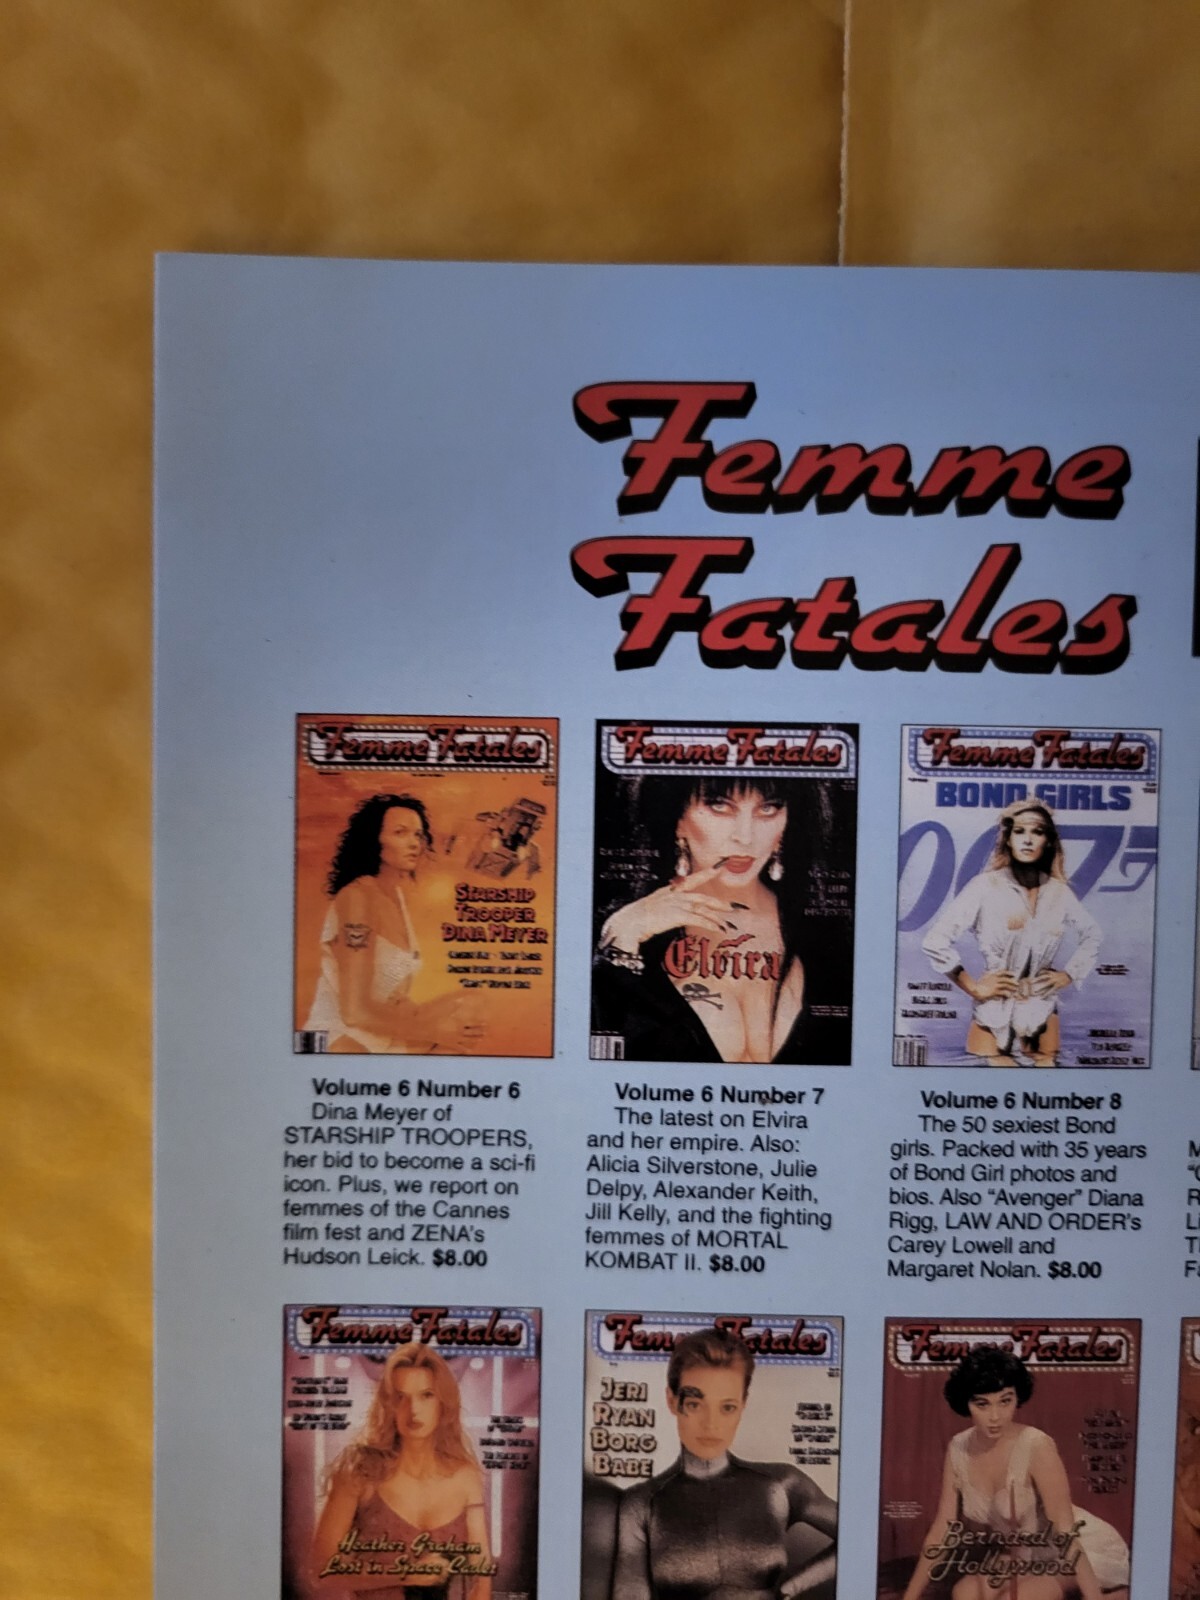 Femme
Fatales
Femme Fatales
STARSHIP
TROOPER
DINA MEYER
Femme Fatales
Elvira
Femme Fatales
BOND GIRLS
007
Volume 6 Number 6
Dina Meyer of
STARSHIP TROOPERS,
her bid to become a sci-fi
icon. Plus, we report on
femmes of the Cannes
film fest and ZENA's
Hudson Leick. $8.00
Volume 6 Number 7
The latest on Elvira
and her empire. Also:
Alicia Silverstone, Julie
Delpy, Alexander Keith,
Jill Kelly, and the fighting
femmes of MORTAL
KOMBAT II. $8.00
Volume 6 Number 8
The 50 sexiest Bond
girls. Packed with 35 years
of Bond Girl photos and
bios. Also “Avenger” Diana
Rigg, LAW AND ORDER's
Carey Lowell and
Margaret Nolan. $8.00
Femme Fatales
Heather Graham
Lost in Space Cadet
Femme Fatales
JERI
RYAN
BORG
BABE
Femme Fatales
Bernard of
Hollywood